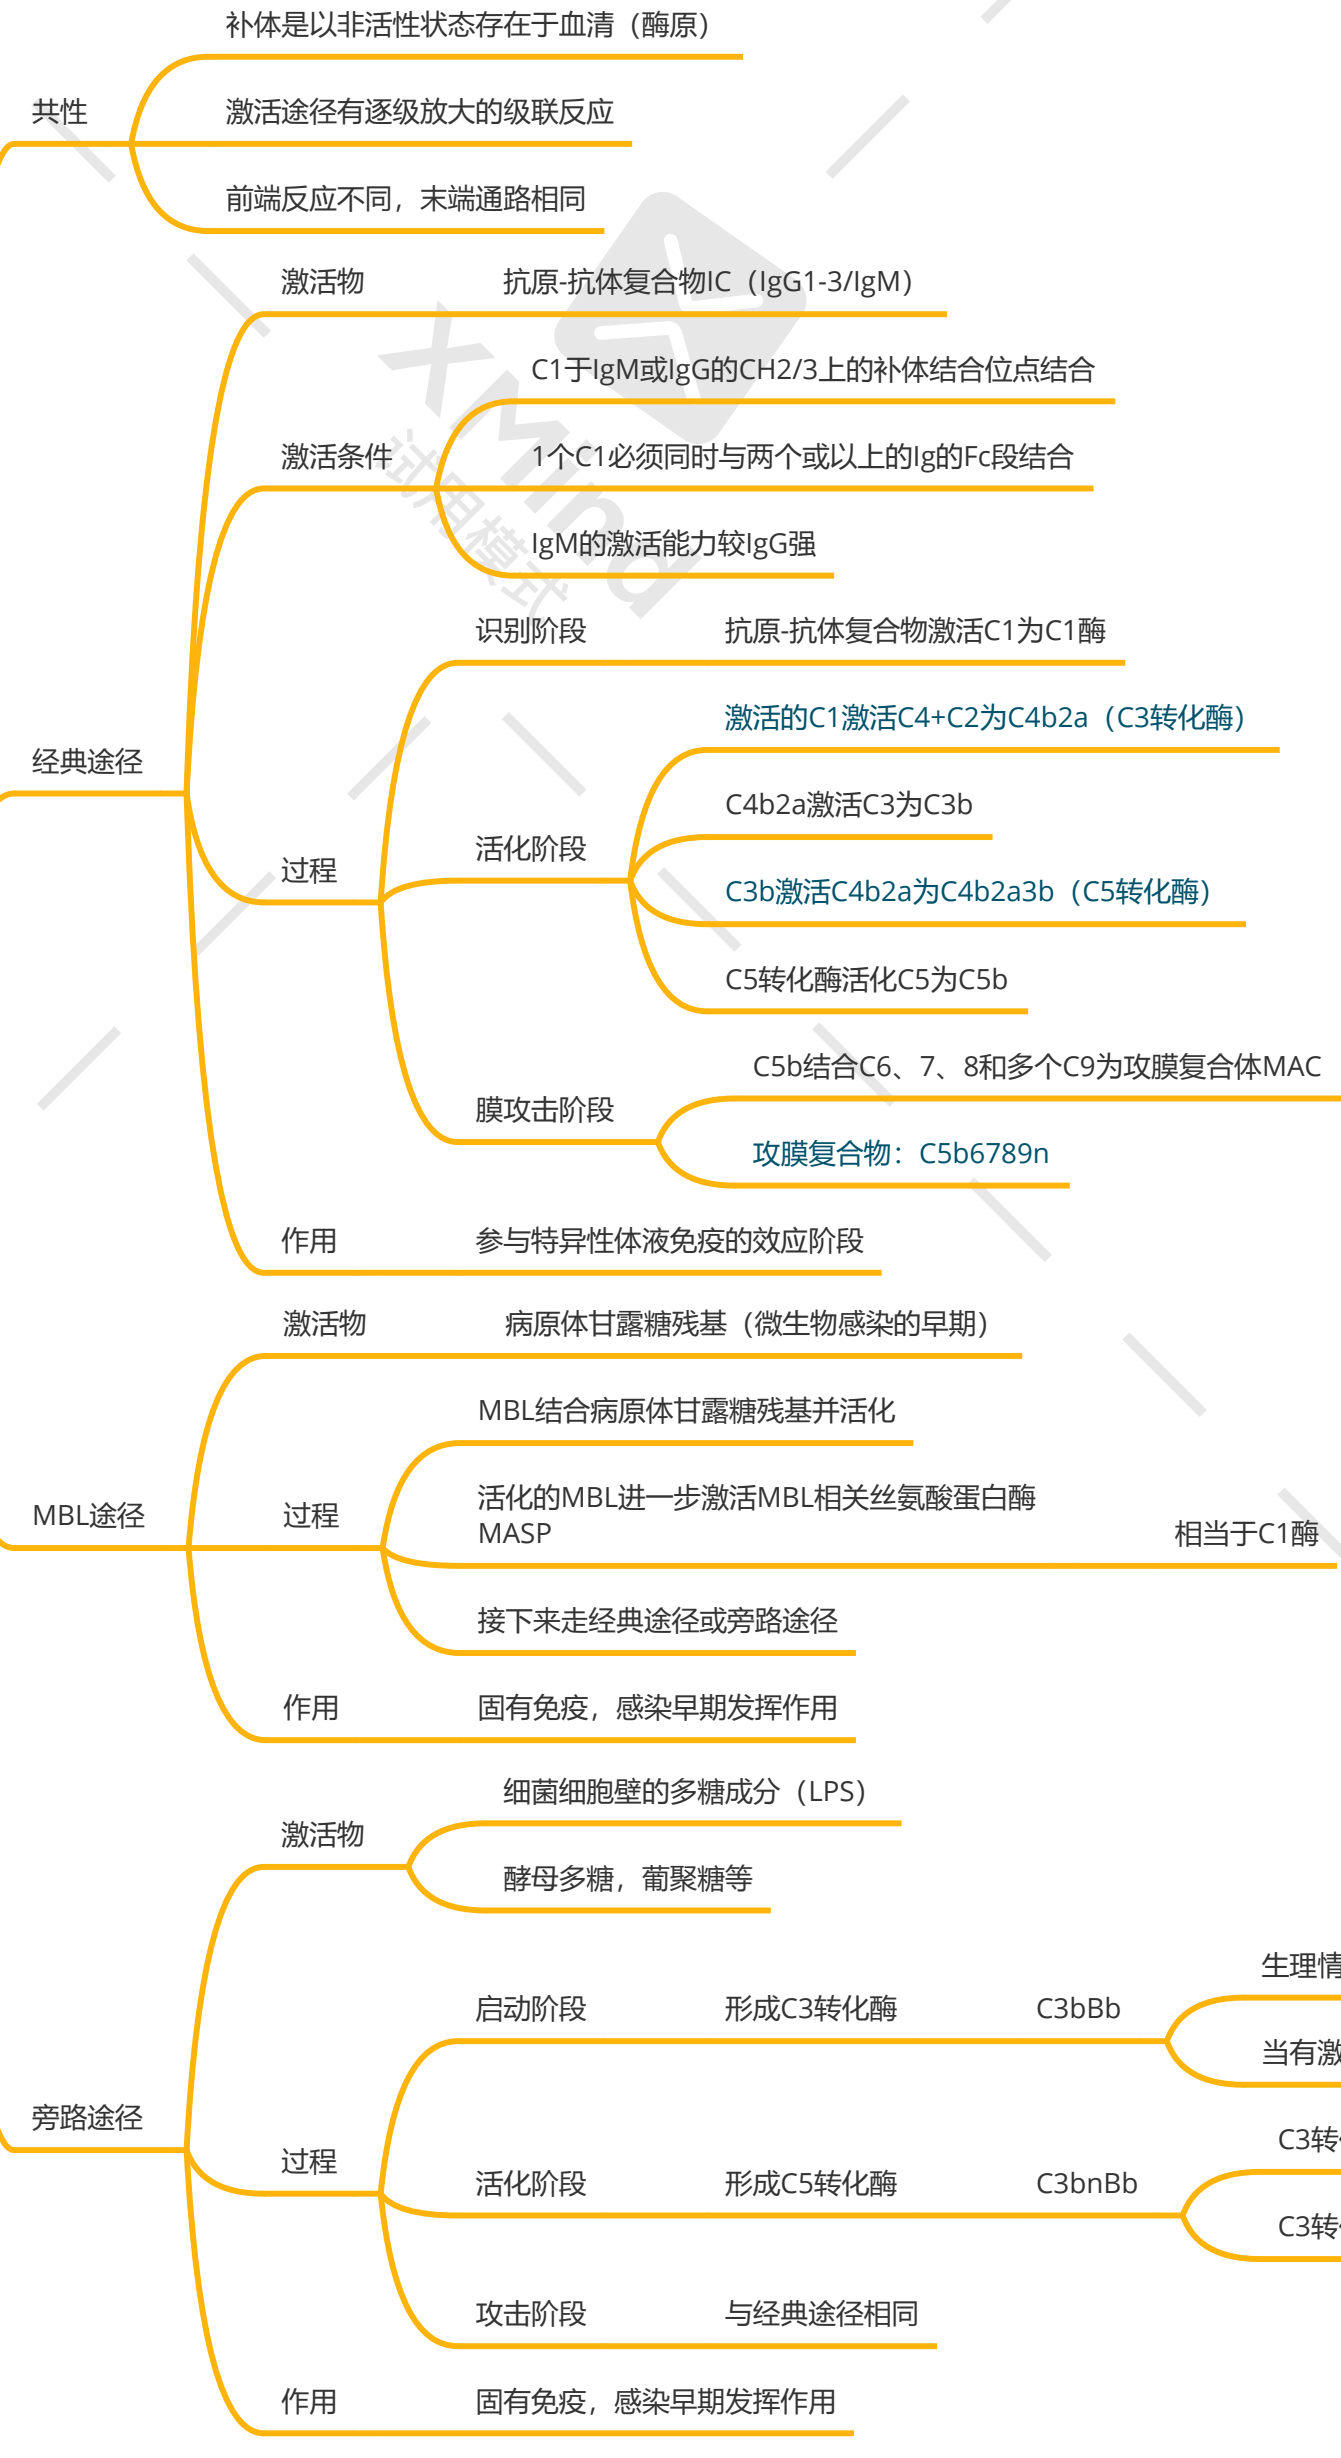 补体是以非活性状态存在于血清（酶原）
共性
激活途径有逐级放大的级联反应
前端反应不同，末端通路相同
激活物
抗原-抗体复合物IC（IgG1-3/IgM）
C1于IgM或IgG的CH2/3上的补体结合位点结合
激活条件
1个C1必须同时与两个或以上的Ig的Fc段结合
IgM的激活能力较IgG强
XMind
试用模式
识别阶段
抗原-抗体复合物激活C1为C1酶
激活的C1激活C4+C2为C4b2a（C3转化酶）
经典途径
C4b2a激活C3为C3b
活化阶段
过程
C3b激活C4b2a为C4b2a3b（C5转化酶）
C5转化酶活化C5为C5b
C5b结合C6、7、8和多个C9为攻膜复合体MAC
膜攻击阶段
攻膜复合物：C5b6789n
作用
参与特异性体液免疫的效应阶段
激活物
病原体甘露糖残基（微生物感染的早期）
MBL结合病原体甘露糖残基并活化
MBL途径
过程
活化的MBL进一步激活MBL相关丝氨酸蛋白酶
MASP
相当于C1酶
接下来走经典途径或旁路途径
作用
固有免疫，感染早期发挥作用
细菌细胞壁的多糖成分（LPS）
激活物
酵母多糖，葡聚糖等
生理情
启动阶段
形成C3转化酶
C3bBb
当有激
旁路途径
C3转
过程
活化阶段
形成C5转化酶
C3bnBb
C3转
攻击阶段
与经典途径相同
作用
固有免疫，感染早期发挥作用